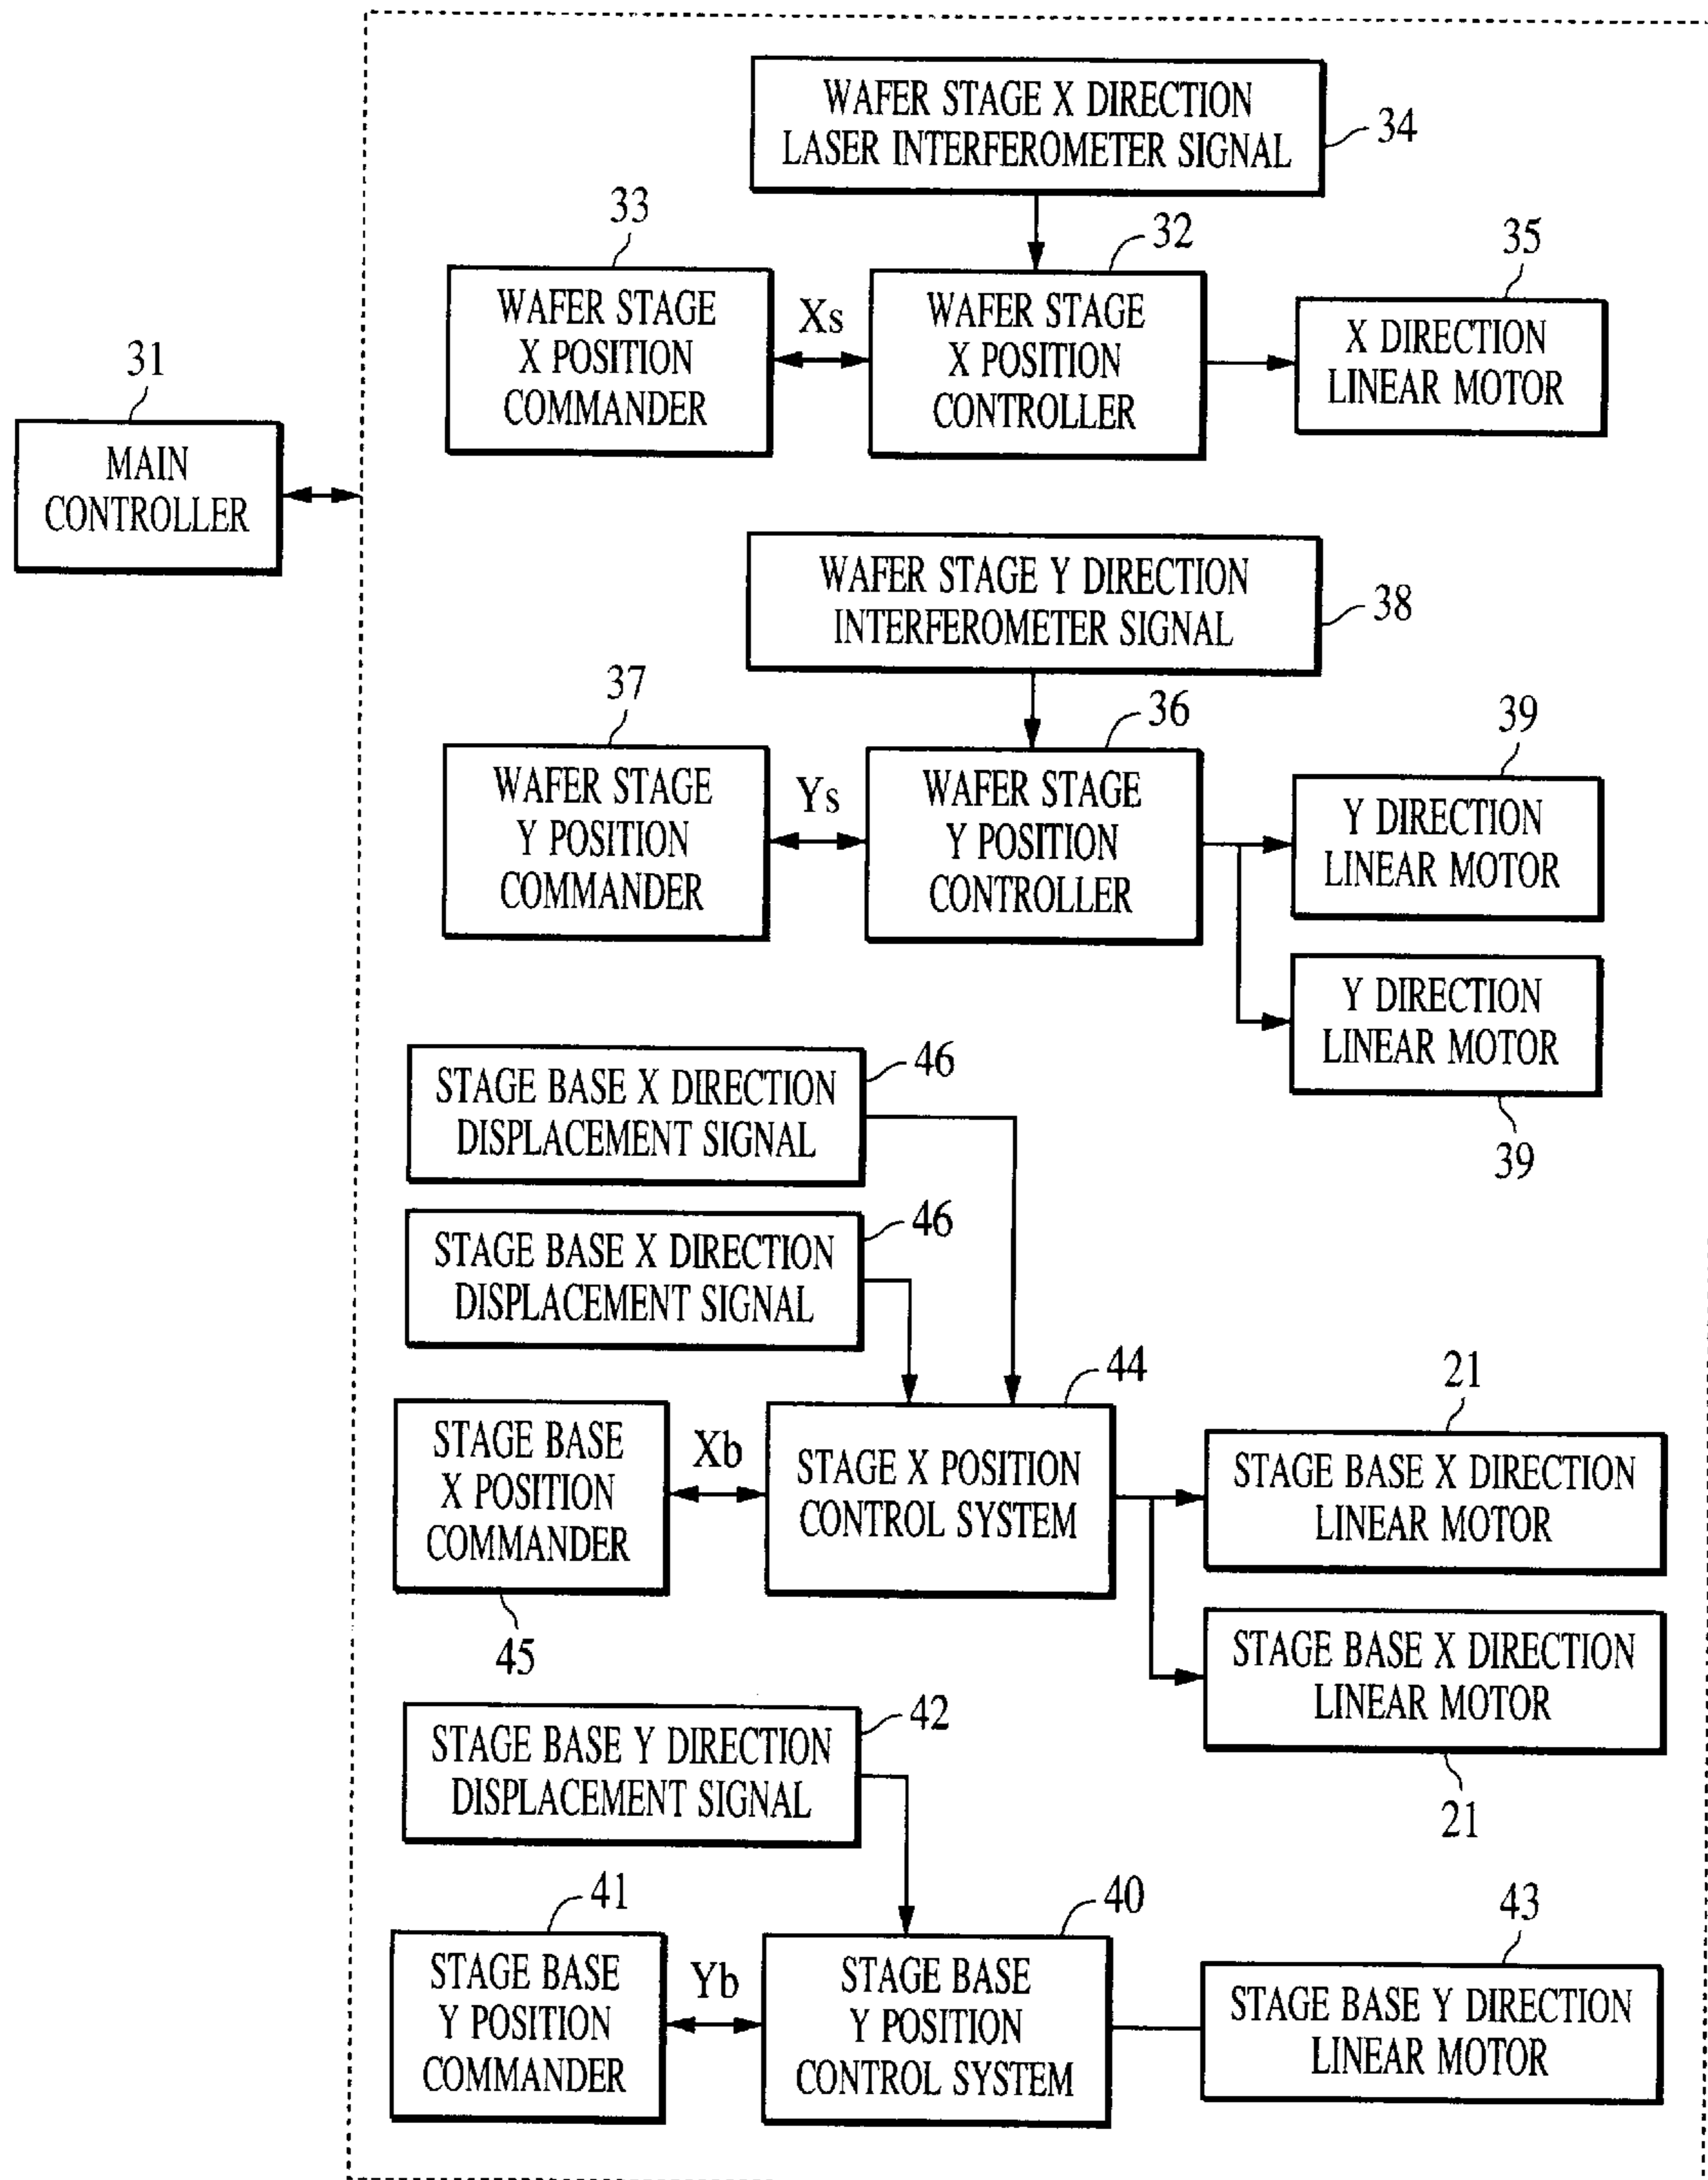 WAFER STAGE X DIRECTION
LASER INTERFEROMETER SIGNAL
34
33
32
35
WAFER STAGE
X POSITION
COMMANDER
Xs
WAFER STAGE
X POSITION
CONTROLLER
X DIRECTION
LINEAR MOTOR
31
MAIN
CONTROLLER
WAFER STAGE Y DIRECTION
INTERFEROMETER SIGNAL
38
37
36
39
WAFER STAGE
Y POSITION
COMMANDER
Ys
WAFER STAGE
Y POSITION
CONTROLLER
Y DIRECTION
LINEAR MOTOR
Y DIRECTION
LINEAR MOTOR
39
STAGE BASE X DIRECTION
DISPLACEMENT SIGNAL
46
STAGE BASE X DIRECTION
DISPLACEMENT SIGNAL
46
44
21
STAGE BASE
X POSITION
COMMANDER
45
Xb
STAGE X POSITION
CONTROL SYSTEM
STAGE BASE X DIRECTION
LINEAR MOTOR
STAGE BASE X DIRECTION
LINEAR MOTOR
21
STAGE BASE Y DIRECTION
DISPLACEMENT SIGNAL
42
41
40
43
STAGE BASE
Y POSITION
COMMANDER
Yb
STAGE BASE
Y POSITION
CONTROL SYSTEM
STAGE BASE Y DIRECTION
LINEAR MOTOR